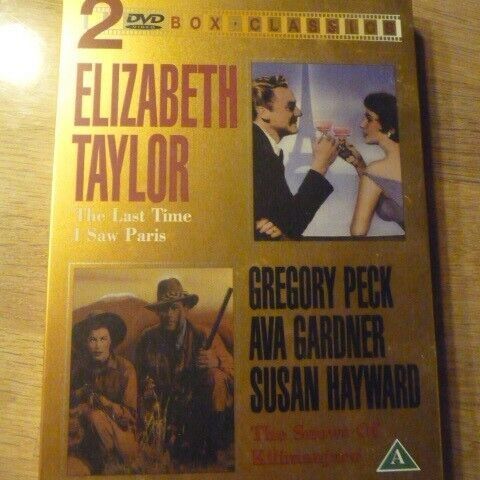 2 DVD BOX CLASSICS
ELIZABETH
TAYLOR
The Last Time
I Saw Paris
GREGORY PECK
AVA GARDNER
SUSAN HAYWARD
The Snows Of
Kilimanjaro
A